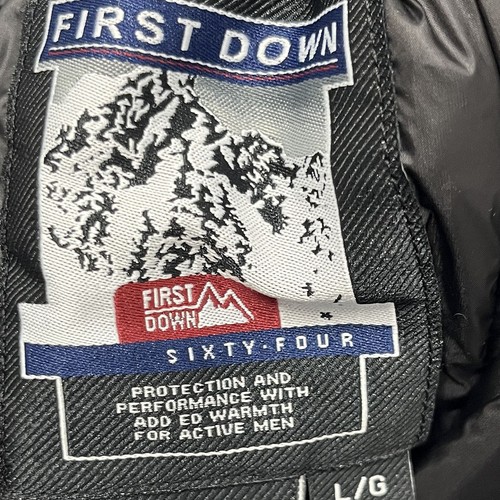 FIRST DOWN
FIRST
DOWN
SIXTY-FOUR
PROTECTION AND
PERFORMANCE WITH
ADD ED WARMTH
FOR ACTIVE MEN
L/G